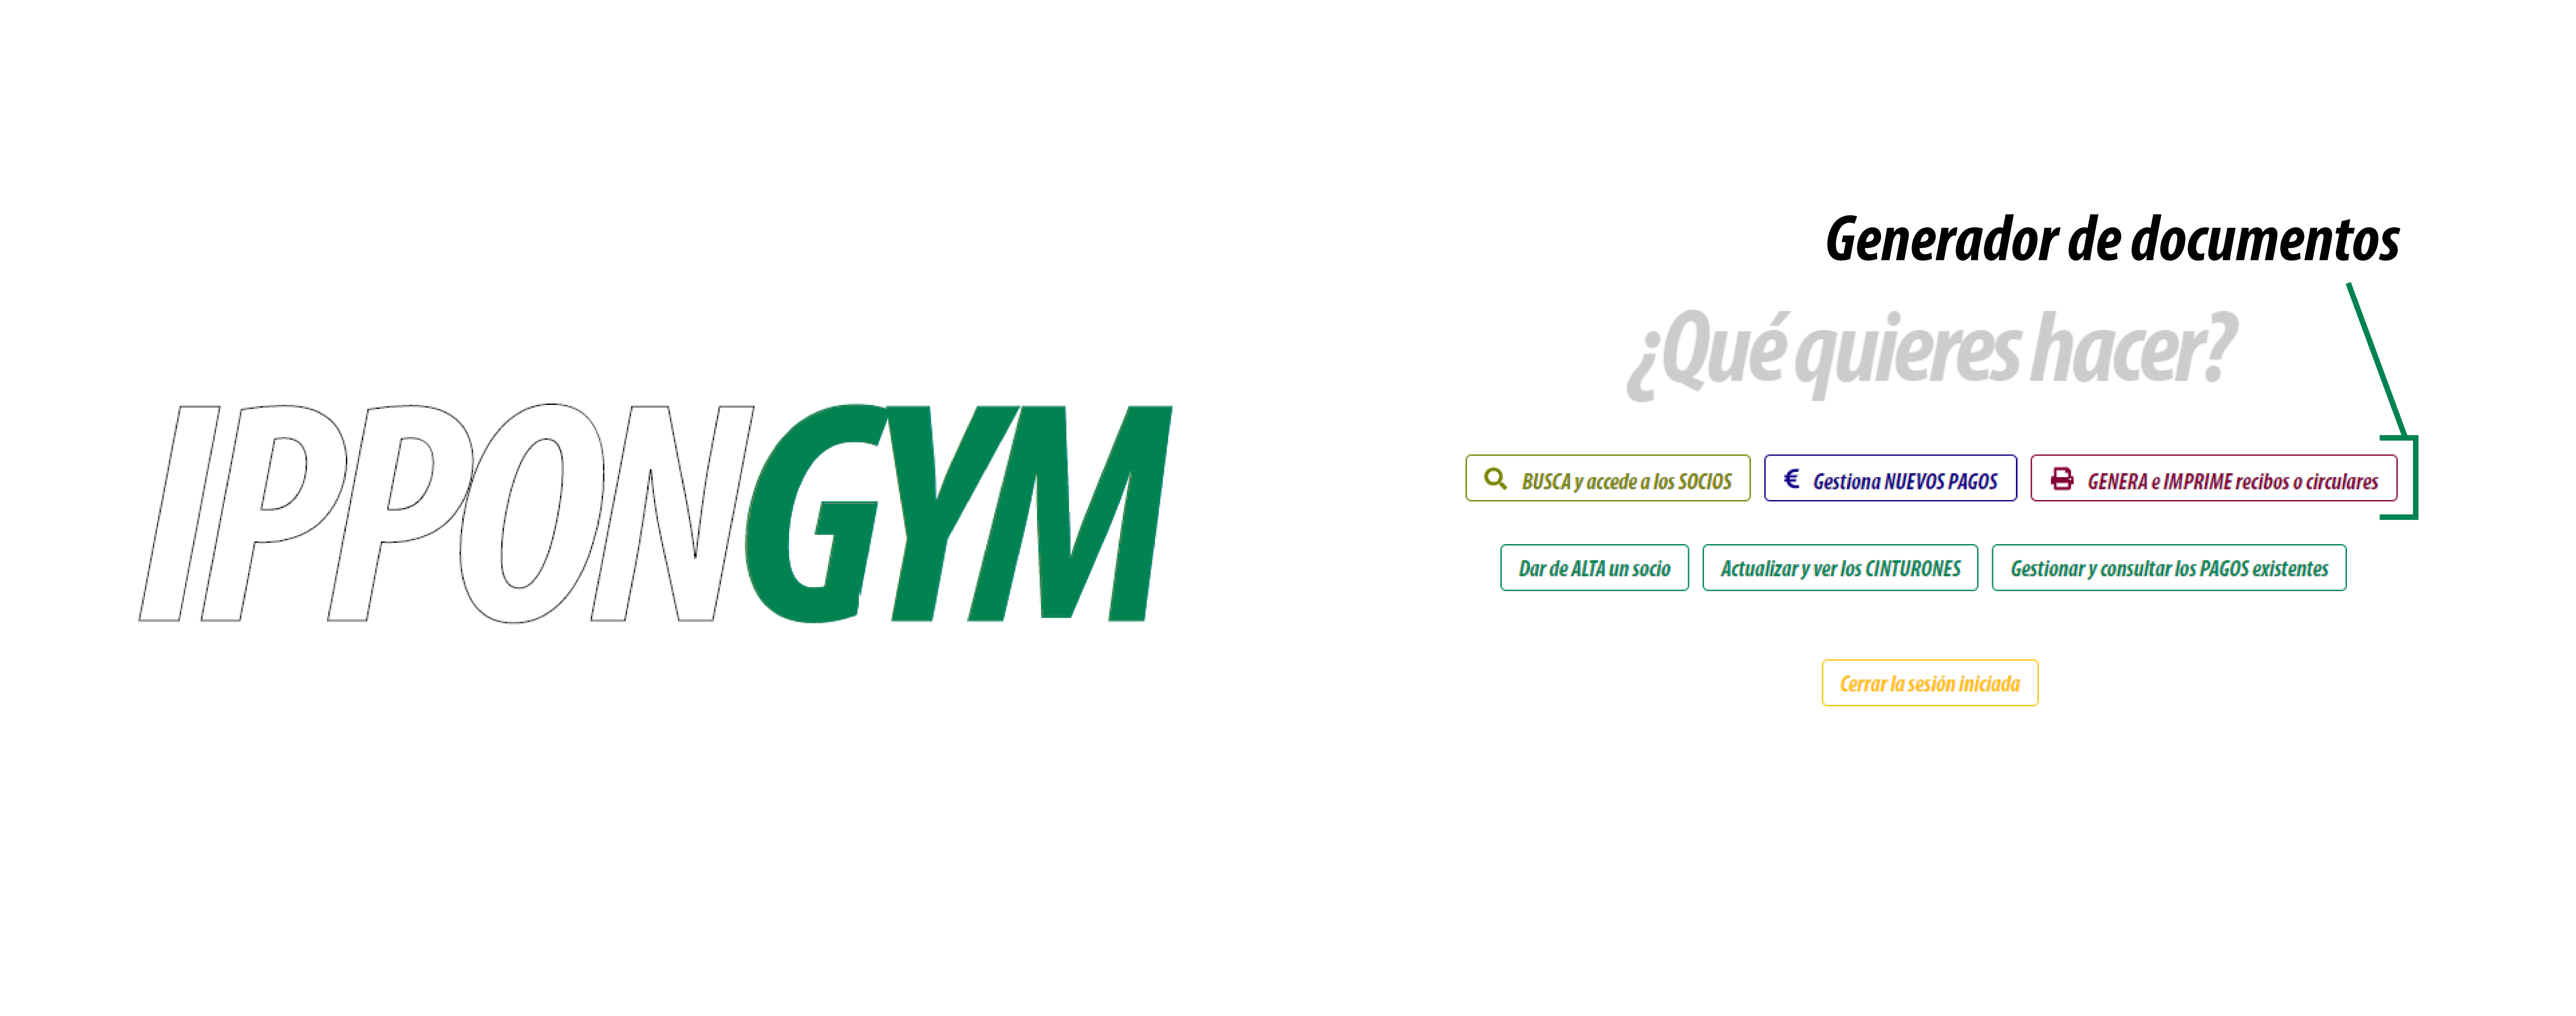 IPPONGYM
Generador de documentos
¿Qué quieres hacer?
BUSCA y accede a los SOCIOS
€ Gestiona NUEVOS PAGOS
GENERA e IMPRIME recibos o circulares
Dar de ALTA un socio
Actualizar y ver los CINTURONES
Gestionar y consultar los PAGOS existentes
Cerrar la sesión iniciada